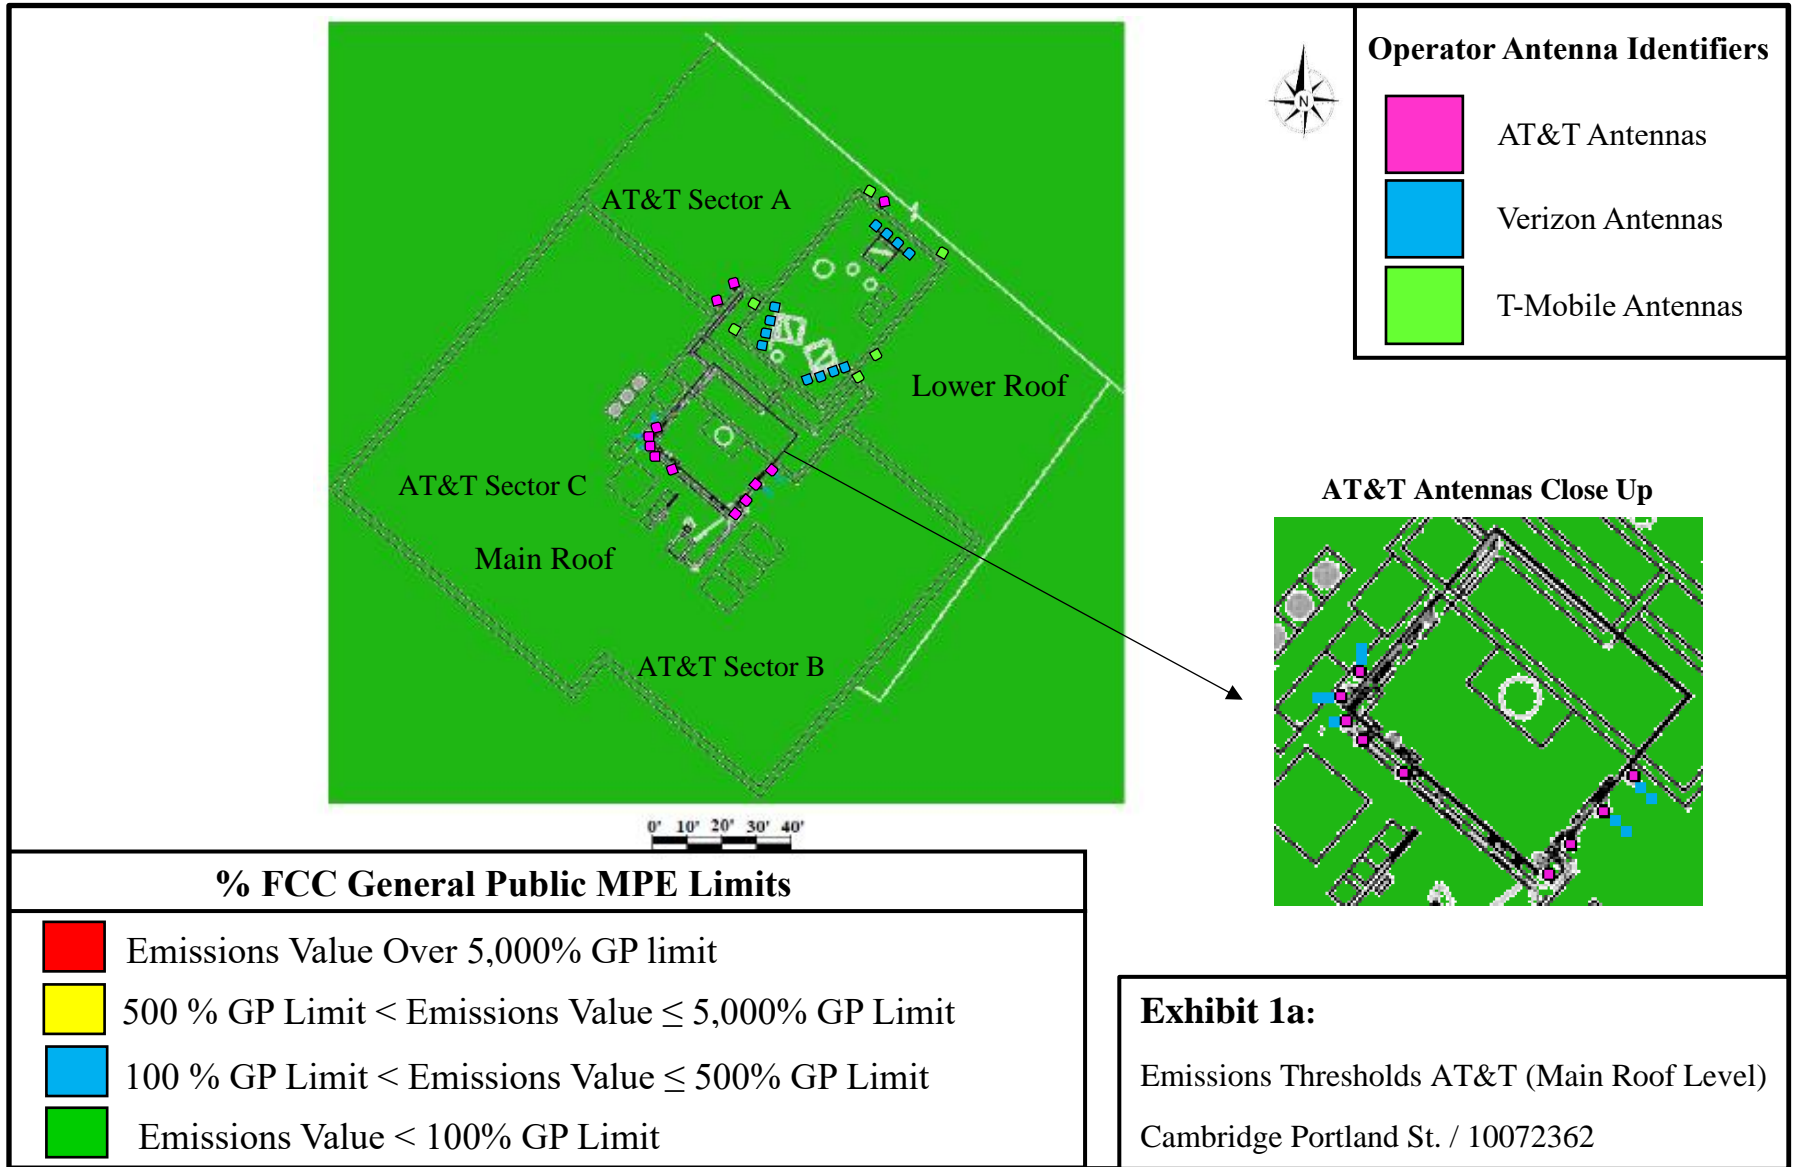 Operator Antenna Identifiers
N
AT&T Antennas
Verizon Antennas
T-Mobile Antennas
AT&T Sector A
Lower Roof
AT&T Sector C
Main Roof
AT&T Sector B
AT&T Antennas Close Up
0' 10' 20' 30' 40'
% FCC General Public MPE Limits
Emissions Value Over 5,000% GP limit
500 % GP Limit < Emissions Value ≤ 5,000% GP Limit
100 % GP Limit < Emissions Value ≤ 500% GP Limit
Emissions Value < 100% GP Limit
Exhibit 1a:
Emissions Thresholds AT&T (Main Roof Level)
Cambridge Portland St. / 10072362